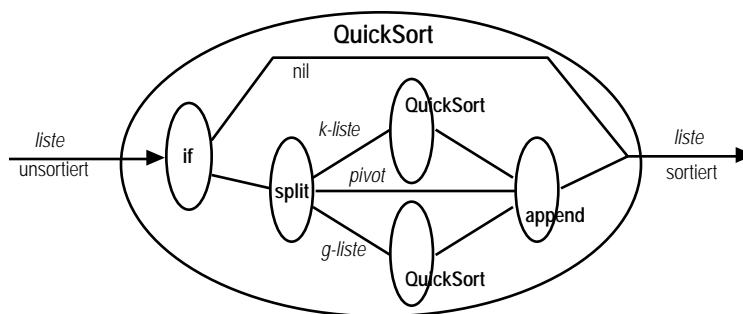 QuickSort
nil
liste
unsortiert
if
k-liste
QuickSort
split
pivot
append
g-liste
QuickSort
liste
sortiert